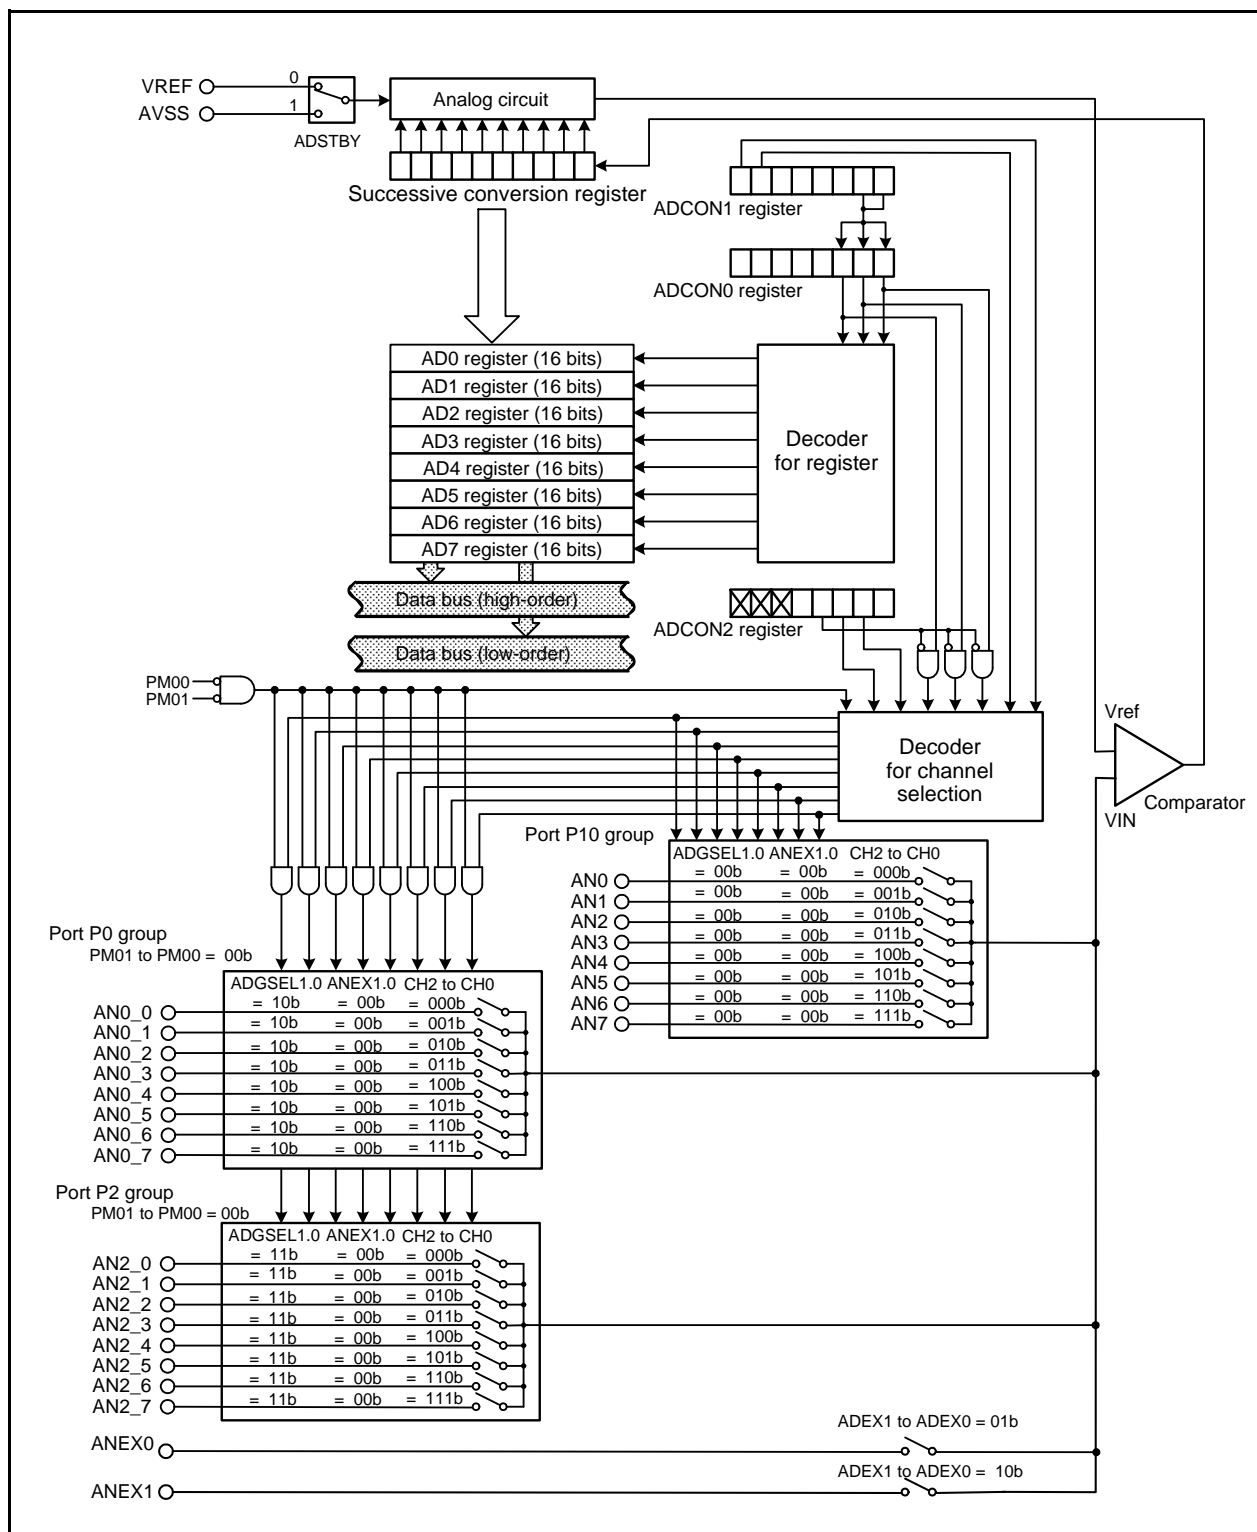 VREF
0
AVSS
1
ADSTBY
Analog circuit
Successive conversion register
ADCON1 register
ADCON0 register
AD0 register (16 bits)
AD1 register (16 bits)
AD2 register (16 bits)
AD3 register (16 bits)
AD4 register (16 bits)
AD5 register (16 bits)
AD6 register (16 bits)
AD7 register (16 bits)
Decoder
for register
Data bus (high-order)
Data bus (low-order)
ADCON2 register
PM00
PM01
Decoder
for channel
selection
Vref
VIN
Comparator
Port P10 group
ADGSEL1.0 ANEX1.0 CH2 to CH0
AN0 = 00b = 00b = 000b
AN1 = 00b = 00b = 001b
AN2 = 00b = 00b = 010b
AN3 = 00b = 00b = 011b
AN4 = 00b = 00b = 100b
AN5 = 00b = 00b = 101b
AN6 = 00b = 00b = 110b
AN7 = 00b = 00b = 111b
Port P0 group
PM01 to PM00 = 00b
ADGSEL1.0 ANEX1.0 CH2 to CH0
AN0_0 = 10b = 00b = 000b
AN0_1 = 10b = 00b = 001b
AN0_2 = 10b = 00b = 010b
AN0_3 = 10b = 00b = 011b
AN0_4 = 10b = 00b = 100b
AN0_5 = 10b = 00b = 101b
AN0_6 = 10b = 00b = 110b
AN0_7 = 10b = 00b = 111b
Port P2 group
PM01 to PM00 = 00b
ADGSEL1.0 ANEX1.0 CH2 to CH0
AN2_0 = 11b = 00b = 000b
AN2_1 = 11b = 00b = 001b
AN2_2 = 11b = 00b = 010b
AN2_3 = 11b = 00b = 011b
AN2_4 = 11b = 00b = 100b
AN2_5 = 11b = 00b = 101b
AN2_6 = 11b = 00b = 110b
AN2_7 = 11b = 00b = 111b
ADEX1 to ADEX0 = 01b
ANEX0
ADEX1 to ADEX0 = 10b
ANEX1